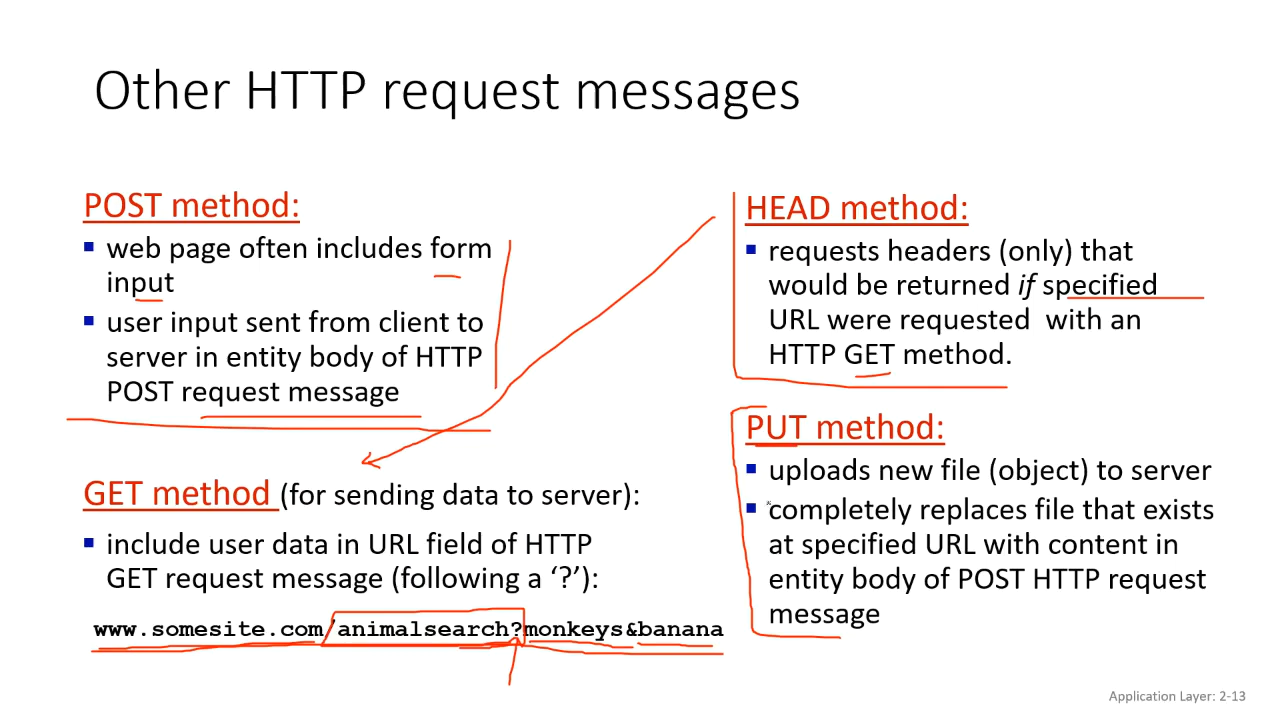 Other HTTP request messages
POST method:
▪ web page often includes form
input
▪ user input sent from client to
server in entity body of HTTP
POST request message
GET method (for sending data to server):
▪ include user data in URL field of HTTP
GET request message (following a ‘?’):
www.somesite.com/animalsearch?monkeys&banana
HEAD method:
▪ requests headers (only) that
would be returned if specified
URL were requested with an
HTTP GET method.
PUT method:
▪ uploads new file (object) to server
▪ completely replaces file that exists
at specified URL with content in
entity body of POST HTTP request
message
Application Layer: 2-13